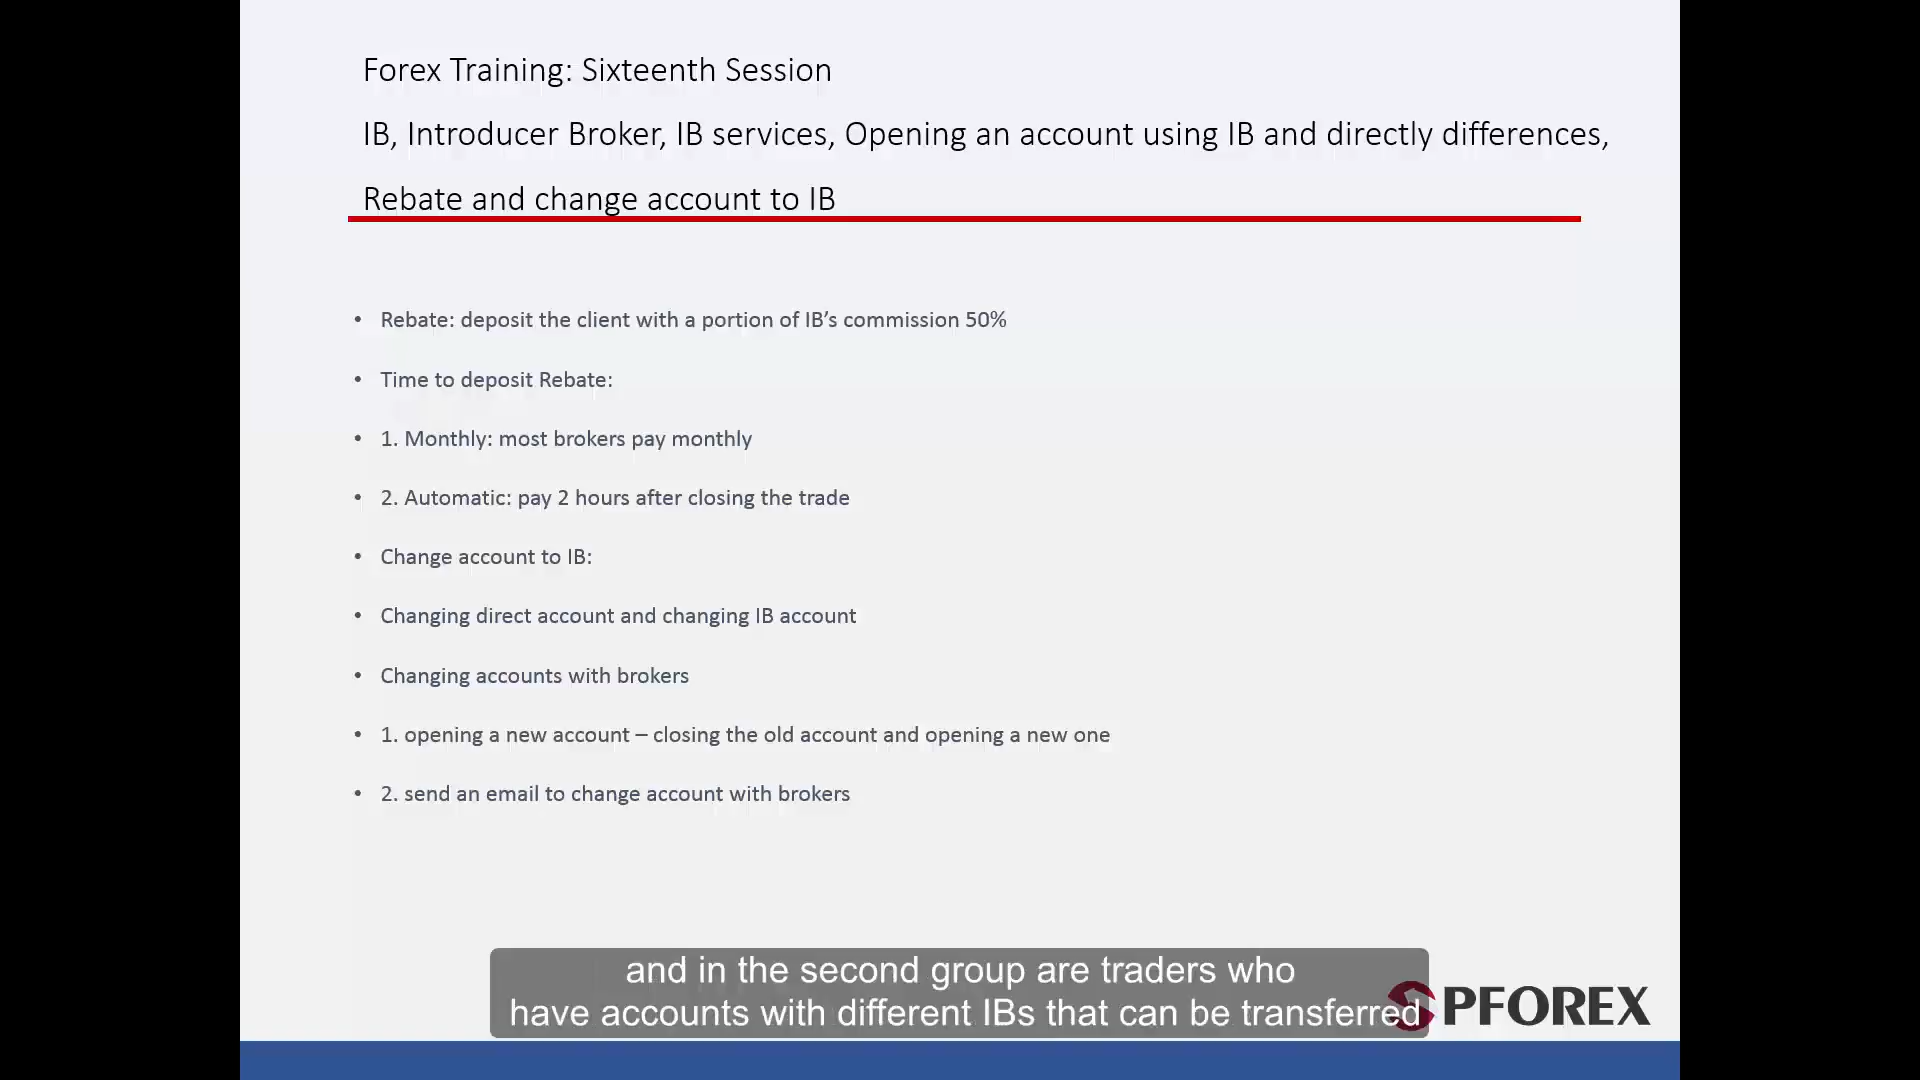 Forex Training: Sixteenth Session
IB, Introducer Broker, IB services, Opening an account using IB and directly differences,
Rebate and change account to IB
• Rebate: deposit the client with a portion of IB’s commission 50%
• Time to deposit Rebate:
• 1. Monthly: most brokers pay monthly
• 2. Automatic: pay 2 hours after closing the trade
• Change account to IB:
• Changing direct account and changing IB account
• Changing accounts with brokers
• 1. opening a new account – closing the old account and opening a new one
• 2. send an email to change account with brokers
and in the second group are traders who
have accounts with different IBs that can be transferred
PFOREX